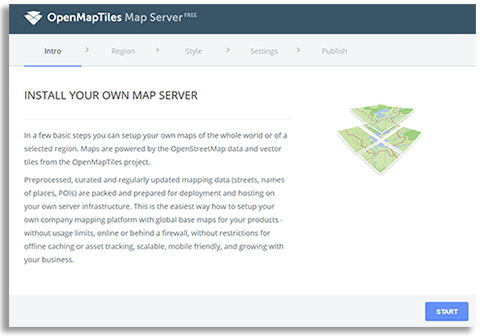 OpenMapTiles Map Server FREE
Intro > Region > Style > Settings > Publish
INSTALL YOUR OWN MAP SERVER
In a few basic steps you can setup your own maps of the whole world or of a
selected region. Maps are powered by the OpenStreetMap data and vector
tiles from the OpenMapTiles project.
Preprocessed, curated and regularly updated mapping data (streets, names
of places, POIs) are packed and prepared for deployment and hosting on
your own server infrastructure. This is the easiest way how to setup your
own company mapping platform with global base maps for your products -
without usage limits, online or behind a firewall, without restrictions for
offline caching or asset tracking, scalable, mobile friendly, and growing with
your business.
START